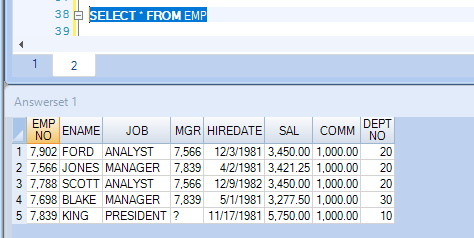 38 SELECT * FROM EMP
39
1 2
Answerset 1
EMP NO ENAME JOB MGR HIREDATE SAL COMM DEPT NO
1 7,902 FORD ANALYST 7,566 12/3/1981 3,450.00 1,000.00 20
2 7,566 JONES MANAGER 7,839 4/2/1981 3,421.25 1,000.00 20
3 7,788 SCOTT ANALYST 7,566 12/9/1982 3,450.00 1,000.00 20
4 7,698 BLAKE MANAGER 7,839 5/1/1981 3,277.50 1,000.00 30
5 7,839 KING PRESIDENT ? 11/17/1981 5,750.00 1,000.00 10